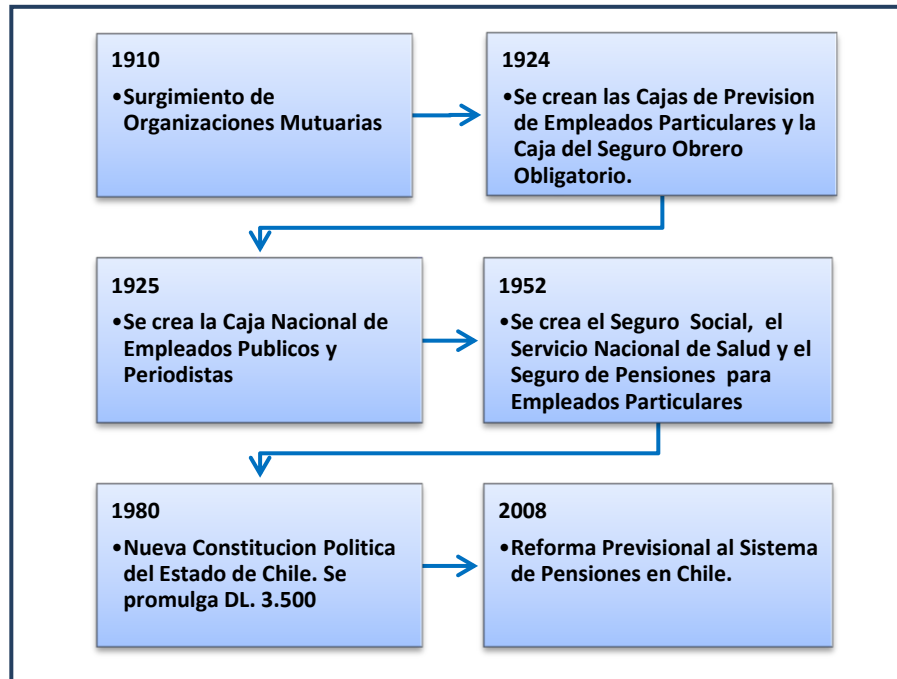 1910
•Surgimiento de
Organizaciones Mutuarias
1924
•Se crean las Cajas de Prevision
de Empleados Particulares y la
Caja del Seguro Obrero
Obligatorio.
1925
•Se crea la Caja Nacional de
Empleados Publicos y
Periodistas
1952
•Se crea el Seguro Social, el
Servicio Nacional de Salud y el
Seguro de Pensiones para
Empleados Particulares
1980
•Nueva Constitucion Politica
del Estado de Chile. Se
promulga DL. 3.500
2008
•Reforma Previsional al Sistema
de Pensiones en Chile.